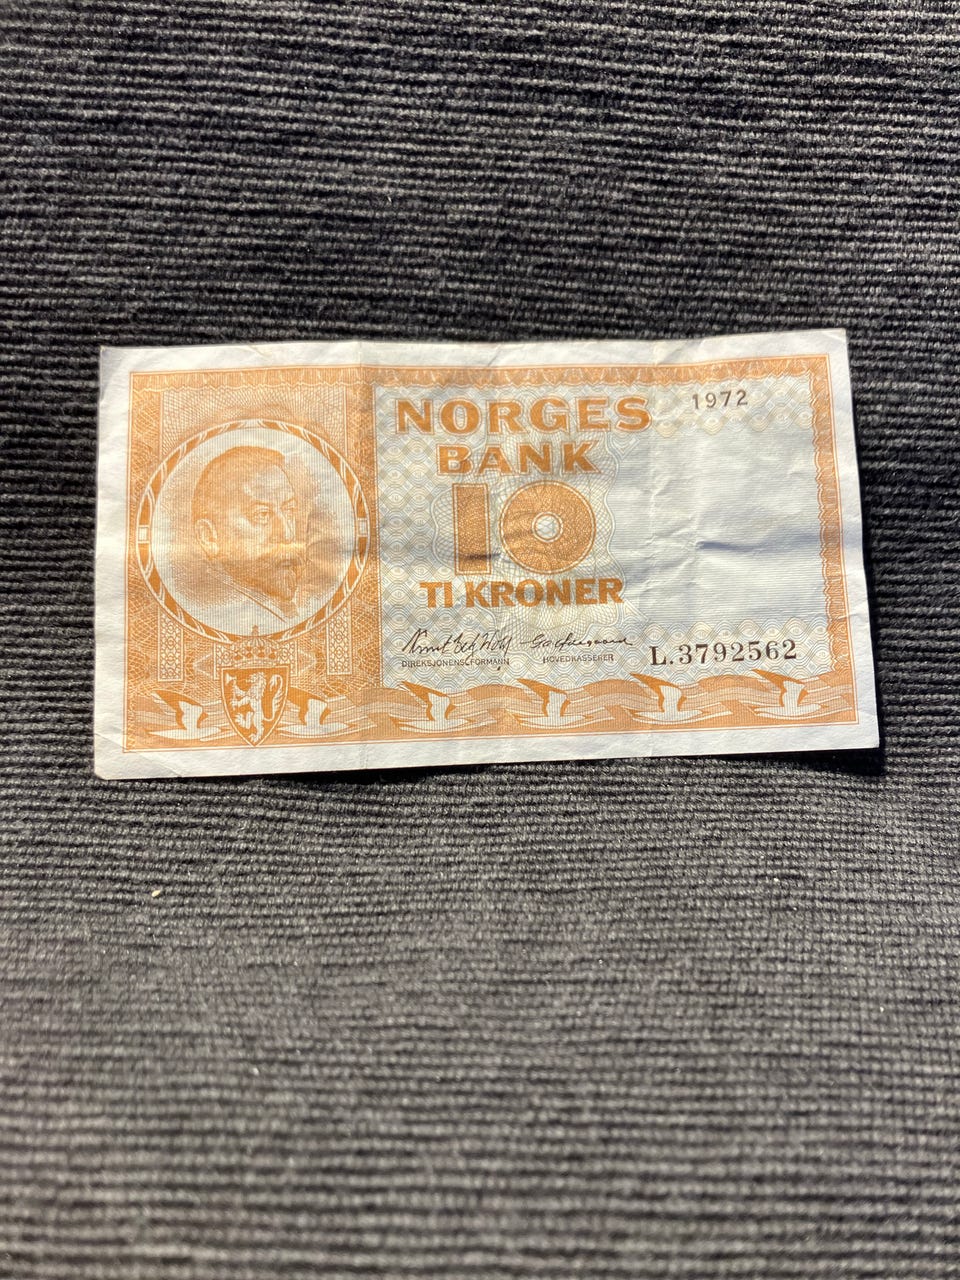 NORGES
1972
BANK
10
TI KRONER
DIREKSJONENS FORMANN
HOVEDKASSERER
L.3792562